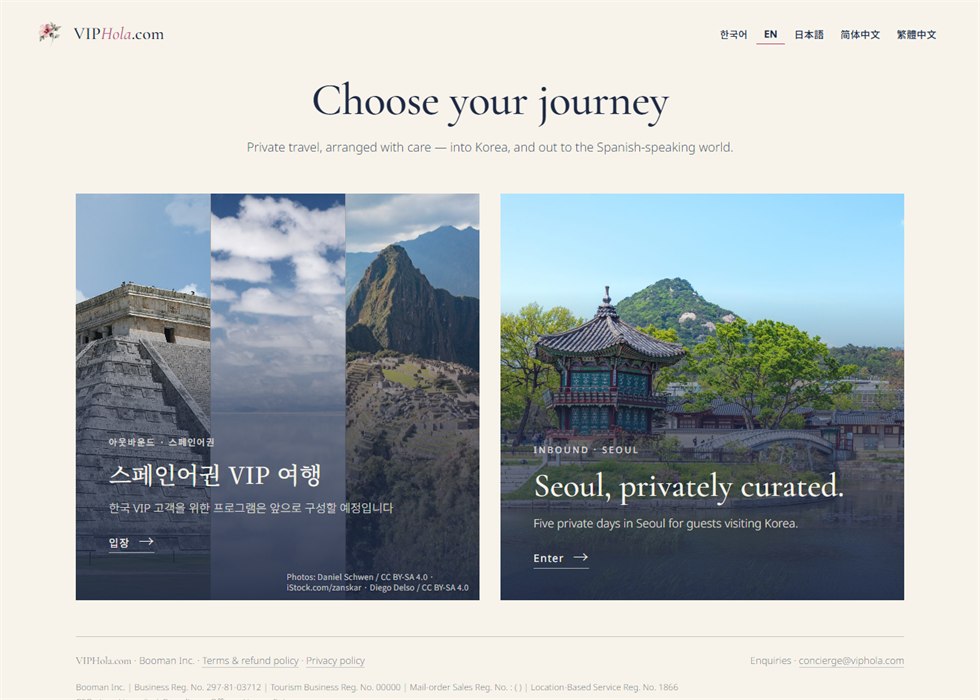 VIPHola.com
한국어 EN 日本語 简体中文 繁體中文
Choose your journey
Private travel, arranged with care — into Korea, and out to the Spanish-speaking world.
아웃바운드 · 스페인어권
스페인어권 VIP 여행
한국 VIP 고객을 위한 프로그램은 앞으로 구성할 예정입니다
입장 →
Photos: Daniel Schwen / CC BY-SA 4.0 ·
iStock.com/zanskar · Diego Delso / CC BY-SA 4.0
INBOUND · SEOUL
Seoul, privately curated.
Five private days in Seoul for guests visiting Korea.
Enter →
VIPHola.com · Booman Inc. · Terms & refund policy · Privacy policy
Enquiries · concierge@viphola.com
Booman Inc. | Business Reg. No. 297-81-03712 | Tourism Business Reg. No. 00000 | Mail-order Sales Reg. No. : ( ) | Location-Based Service Reg. No. 1866